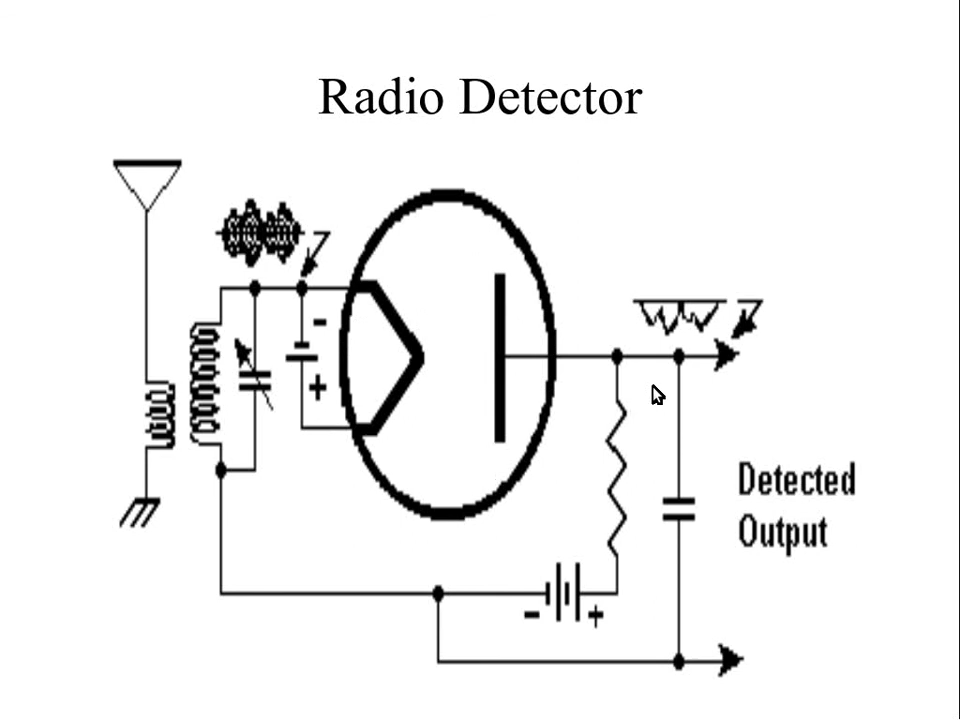 Radio Detector
-
+
Detected
Output
- +